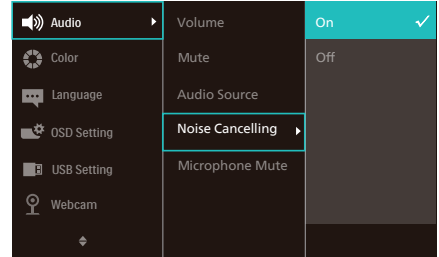 Audio
Color
Language
OSD Setting
USB Setting
Webcam
Volume
Mute
Audio Source
Noise Cancelling
Microphone Mute
On
Off